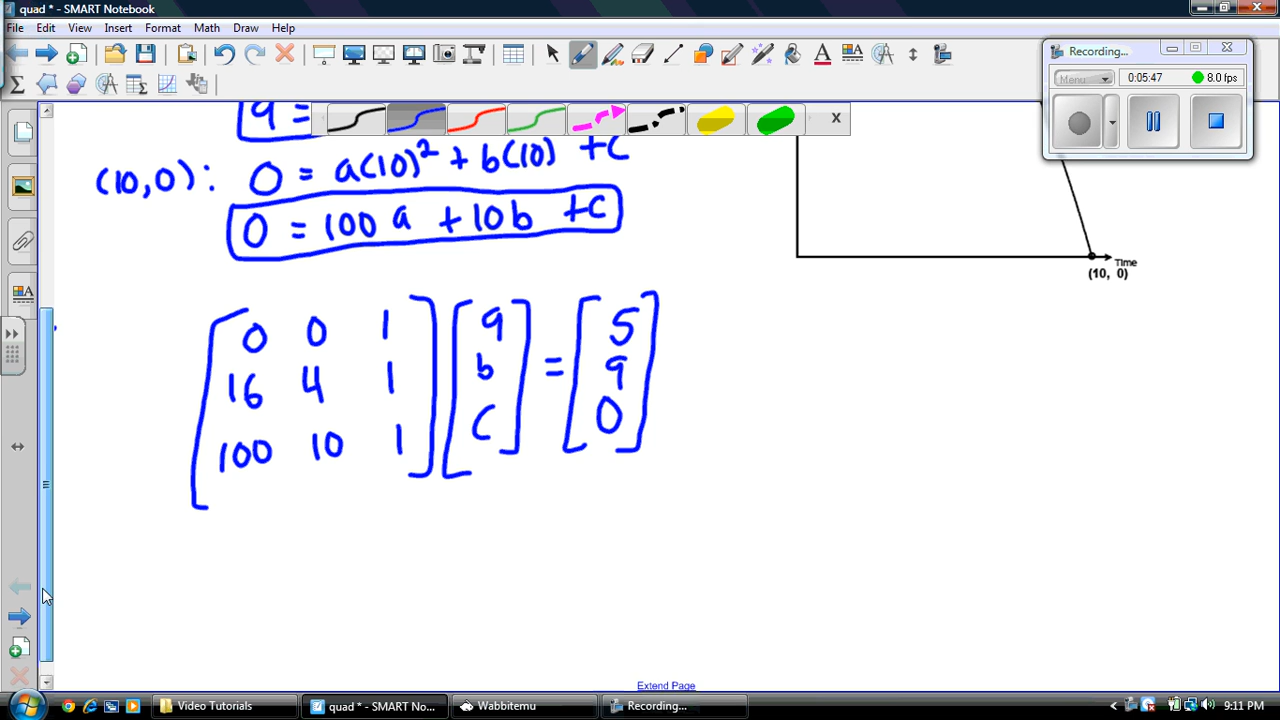 quad * - SMART Notebook
File Edit View Insert Format Math Draw Help
Recording...
Menu 0:05:47 8.0 fps
9 =
(10,0): 0 = a(10)² + b(10) + c
0 = 100a + 10b + c
Time
(10, 0)
0 0 1 a 5
16 4 1 b = 9
100 10 1 c 0
Extend Page
Video Tutorials quad * - SMART No... Wabbitemu Recording... 9:11 PM